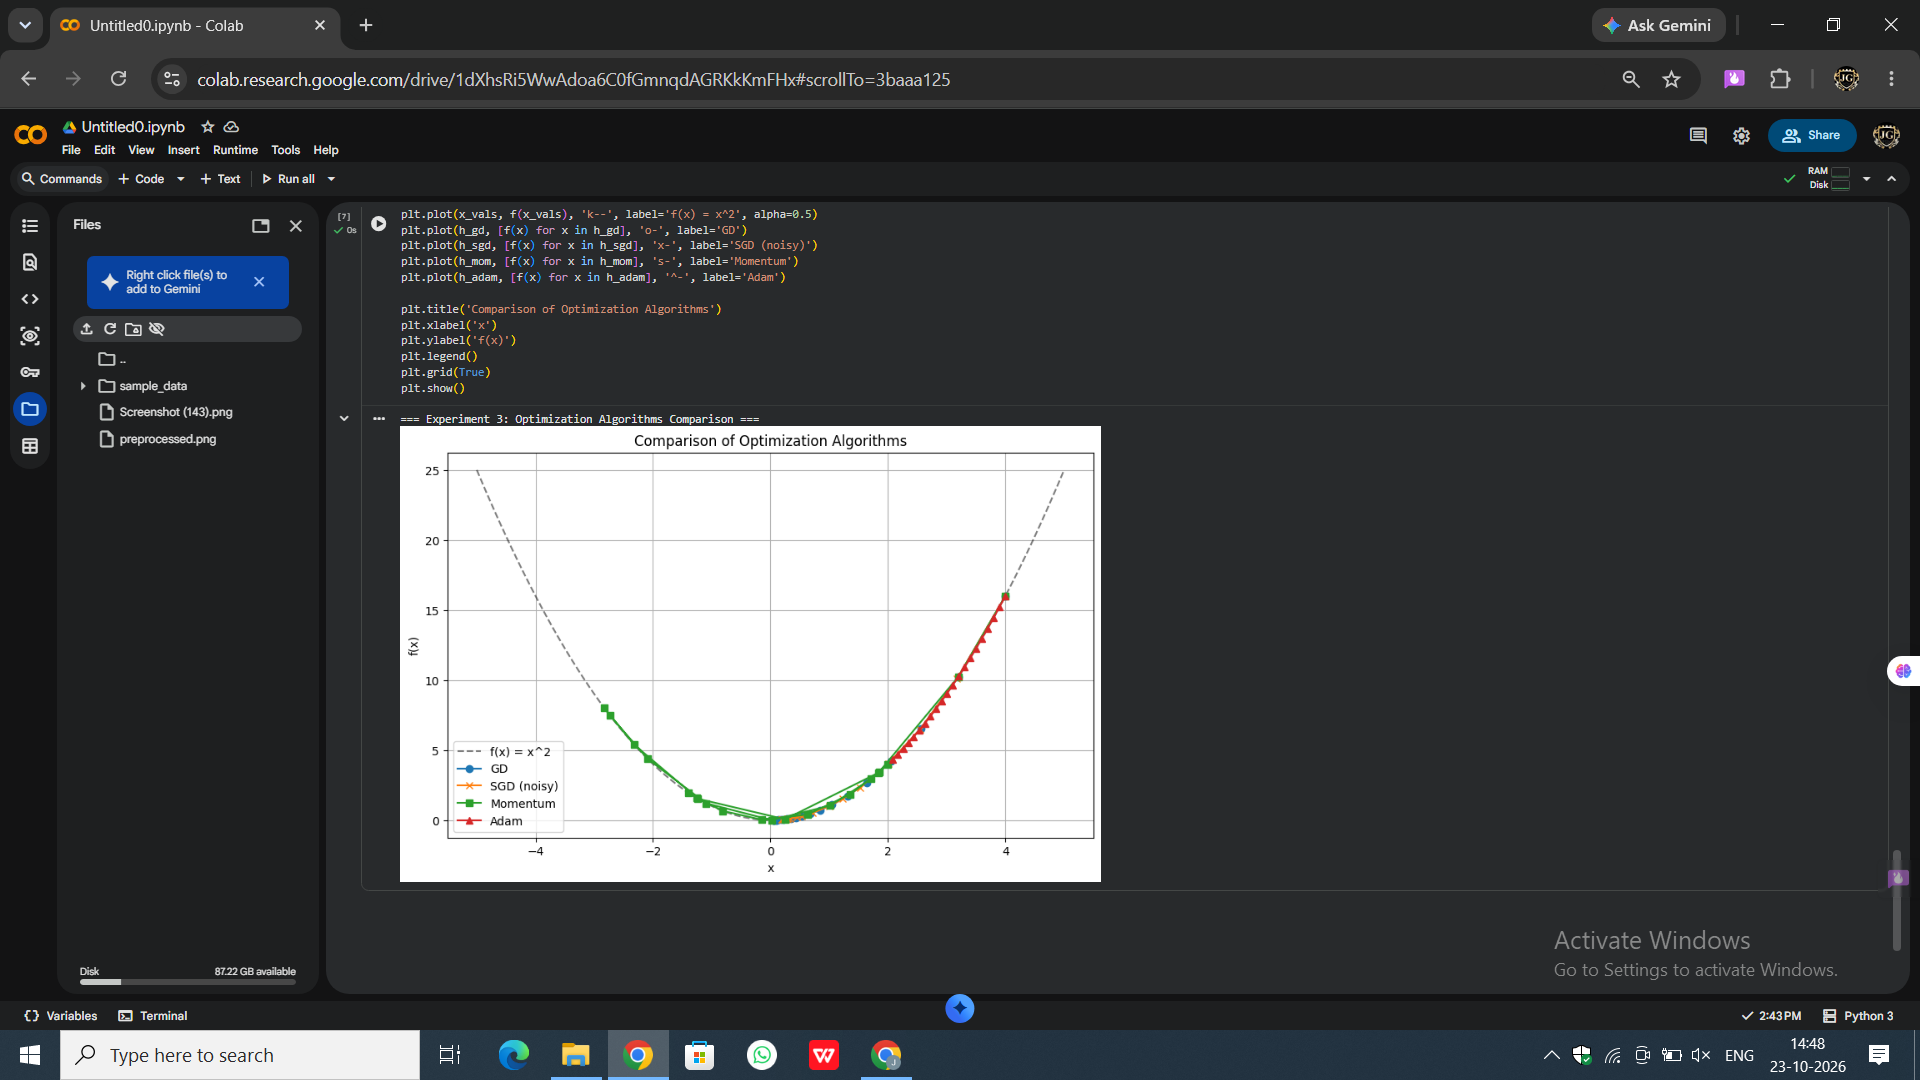 Untitled0.ipynb - Colab
Ask Gemini
colab.research.google.com/drive/1dXhsRi5WwAdoa6C0fGmnqdAGRKkKmFHx#scrollTo=3baaa125
Untitled0.ipynb
File Edit View Insert Runtime Tools Help
Share
JG
Commands + Code + Text Run all
RAM
Disk
Files
Right click file(s) to
add to Gemini
..
sample_data
Screenshot (143).png
preprocessed.png
Disk 87.22 GB available
[7]
0s
plt.plot(x_vals, f(x_vals), 'k--', label='f(x) = x^2', alpha=0.5)
plt.plot(h_gd, [f(x) for x in h_gd], 'o-', label='GD')
plt.plot(h_sgd, [f(x) for x in h_sgd], 'x-', label='SGD (noisy)')
plt.plot(h_mom, [f(x) for x in h_mom], 's-', label='Momentum')
plt.plot(h_adam, [f(x) for x in h_adam], '^-', label='Adam')
plt.title('Comparison of Optimization Algorithms')
plt.xlabel('x')
plt.ylabel('f(x)')
plt.legend()
plt.grid(True)
plt.show()
=== Experiment 3: Optimization Algorithms Comparison ===
Comparison of Optimization Algorithms
25
20
15
10
5
0
f(x)
f(x) = x^2
GD
SGD (noisy)
Momentum
Adam
−4 −2 0 2 4
x
Activate Windows
Go to Settings to activate Windows.
Variables Terminal
2:43 PM Python 3
Type here to search
ENG
14:48
23-10-2026